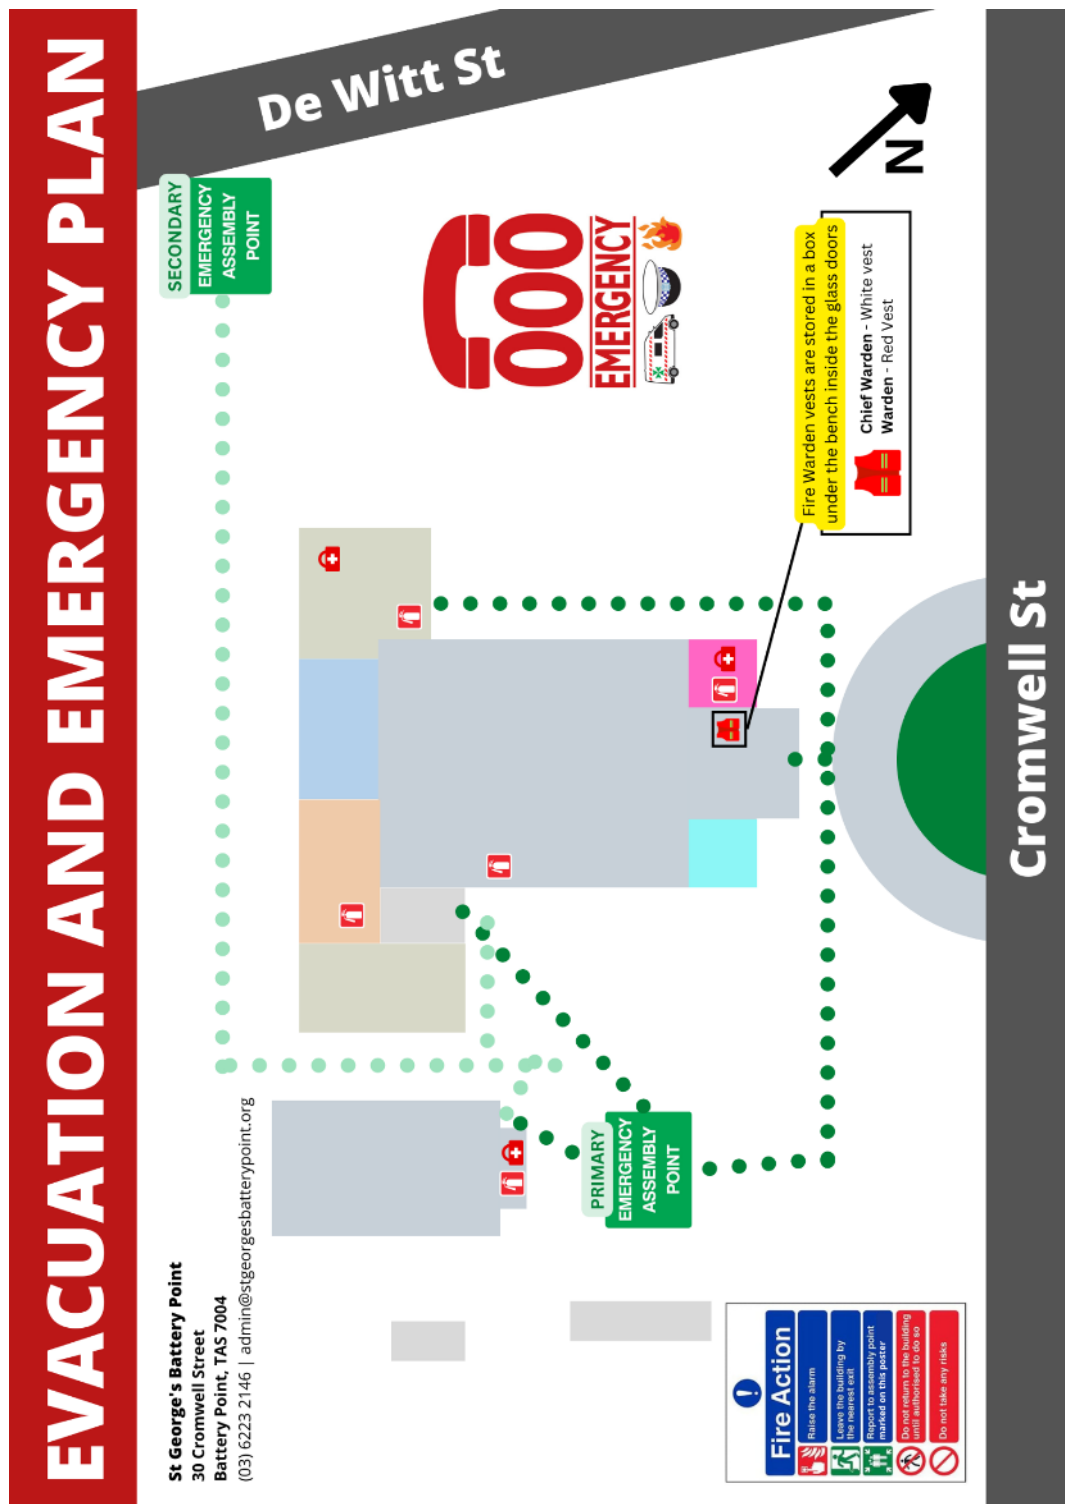 EVACUATION AND EMERGENCY PLAN
St George's Battery Point
30 Cromwell Street
Battery Point, TAS 7004
(03) 6223 2146 | admin@stgeorgesbatterypoint.org
SECONDARY
EMERGENCY
ASSEMBLY
POINT
De Witt St
000
EMERGENCY
PRIMARY
EMERGENCY
ASSEMBLY
POINT
Fire Warden vests are stored in a box
under the bench inside the glass doors
Chief Warden - White vest
Warden - Red Vest
N
Fire Action
Raise the alarm
Leave the building by
the nearest exit
Report to assembly point
marked on this poster
Do not return to the building
until authorised to do so
Do not take any risks
Cromwell St